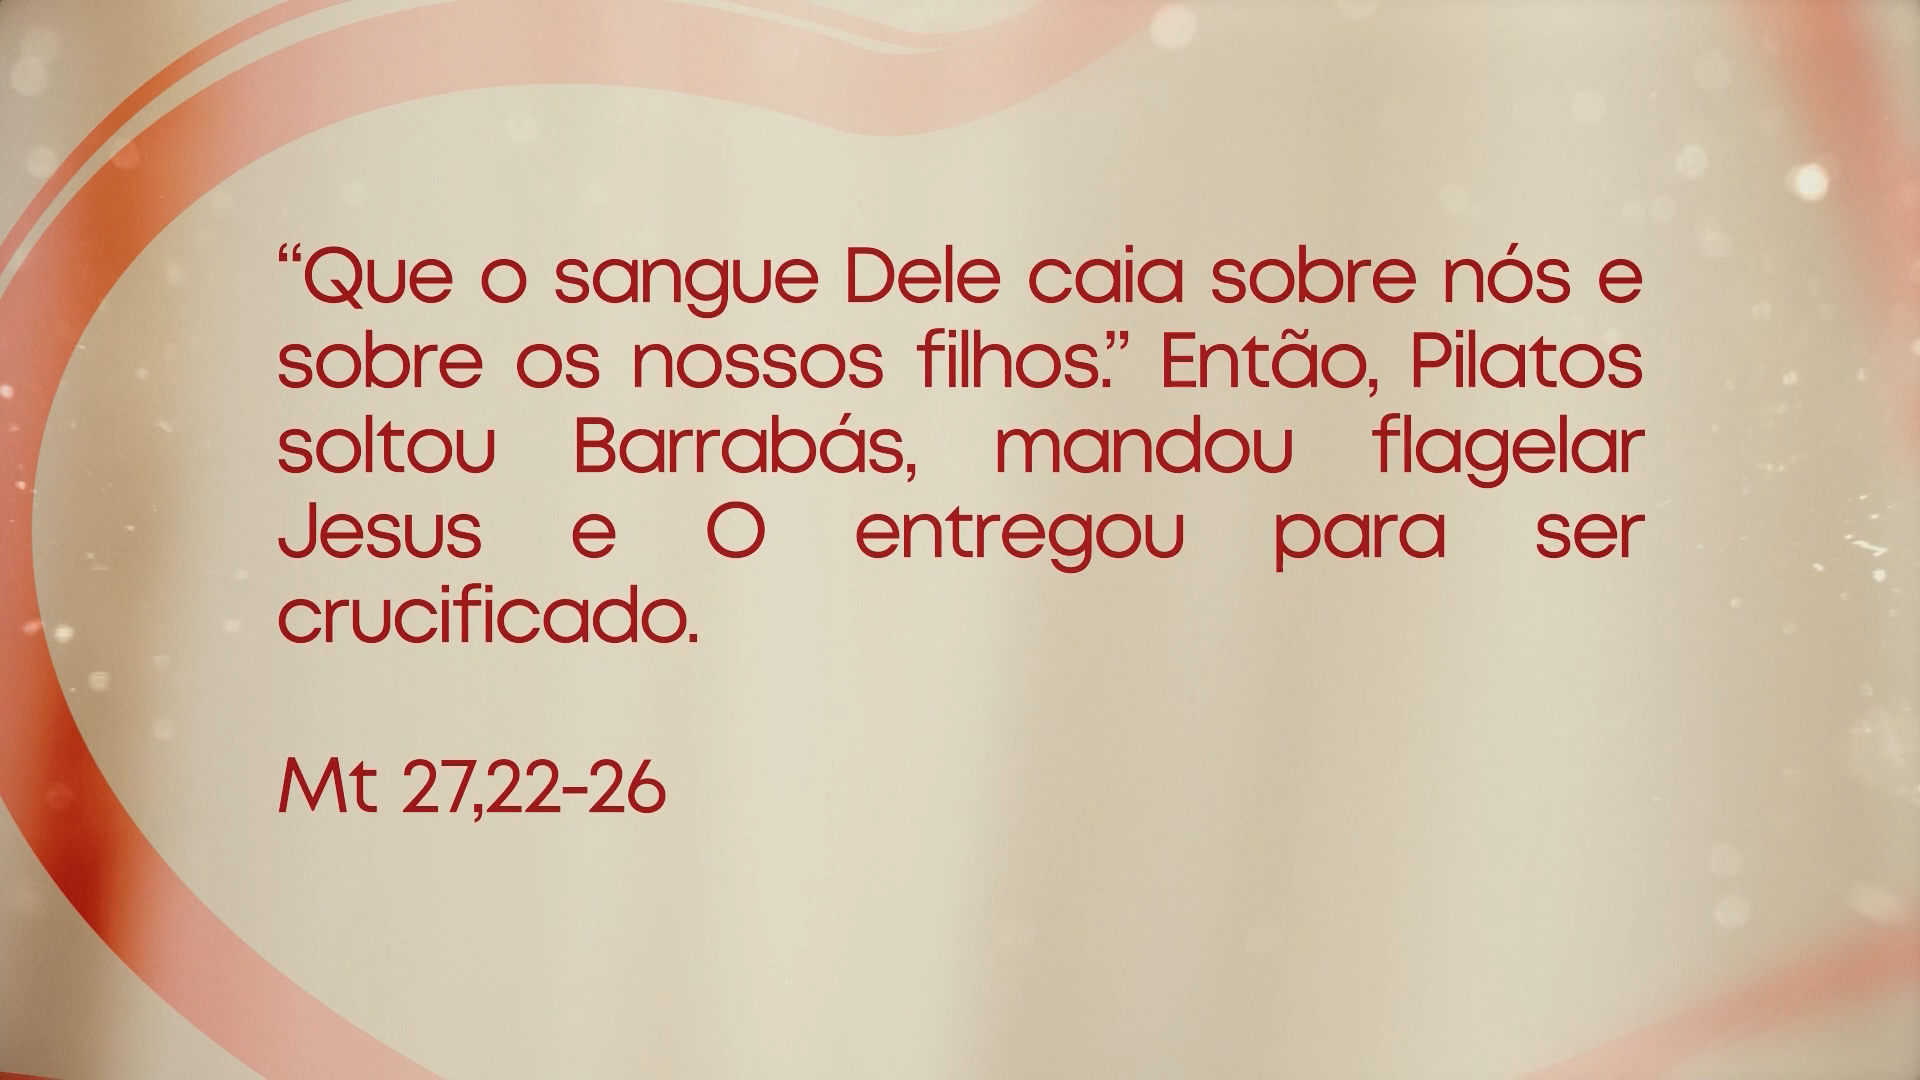 “Que o sangue Dele caia sobre nós e
sobre os nossos filhos.” Então, Pilatos
soltou Barrabás, mandou flagelar
Jesus e O entregou para ser
crucificado.
Mt 27,22-26